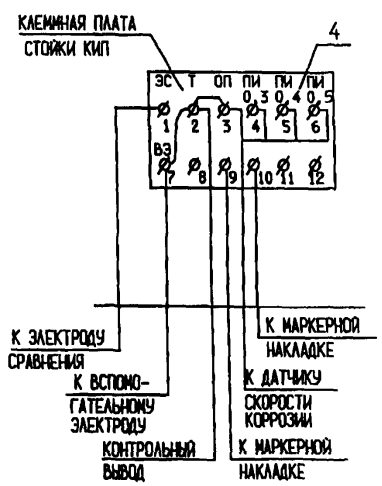 КЛЕММНАЯ ПЛАТА
СТОЙКИ КИП
4
ЭС Т ОП ПИ ПИ ПИ
0,3 0,4 0,5
1 2 3 4 5 6
ВЭ
7 8 9 10 11 12
К ЭЛЕКТРОДУ
СРАВНЕНИЯ
К МАРКЕРНОЙ
НАКЛАДКЕ
К ВСПОМО-
ГАТЕЛЬНОМУ
ЭЛЕКТРОДУ
К ДАТЧИКУ
СКОРОСТИ
КОРРОЗИИ
КОНТРОЛЬНЫЙ
ВЫВОД
К МАРКЕРНОЙ
НАКЛАДКЕ